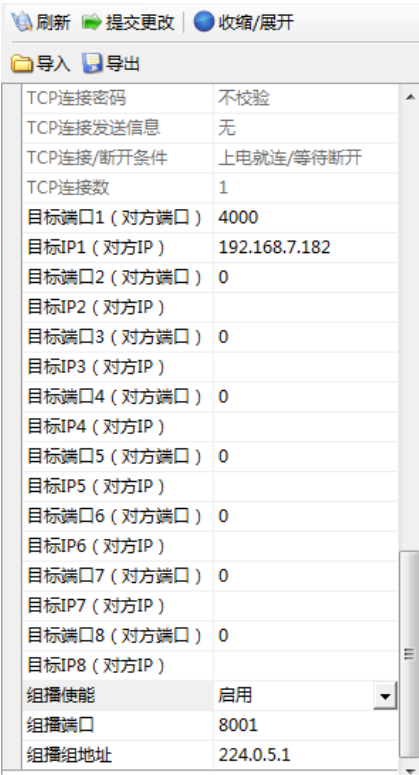 刷新 提交更改 收缩/展开
导入 导出
TCP连接密码 不校验
TCP连接发送信息 无
TCP连接/断开条件 上电就连/等待断开
TCP连接数 1
目标端口1（对方端口） 4000
目标IP1（对方IP） 192.168.7.182
目标端口2（对方端口） 0
目标IP2（对方IP）
目标端口3（对方端口） 0
目标IP3（对方IP）
目标端口4（对方端口） 0
目标IP4（对方IP）
目标端口5（对方端口） 0
目标IP5（对方IP）
目标端口6（对方端口） 0
目标IP6（对方IP）
目标端口7（对方端口） 0
目标IP7（对方IP）
目标端口8（对方端口） 0
目标IP8（对方IP）
组播使能 启用
组播端口 8001
组播组地址 224.0.5.1